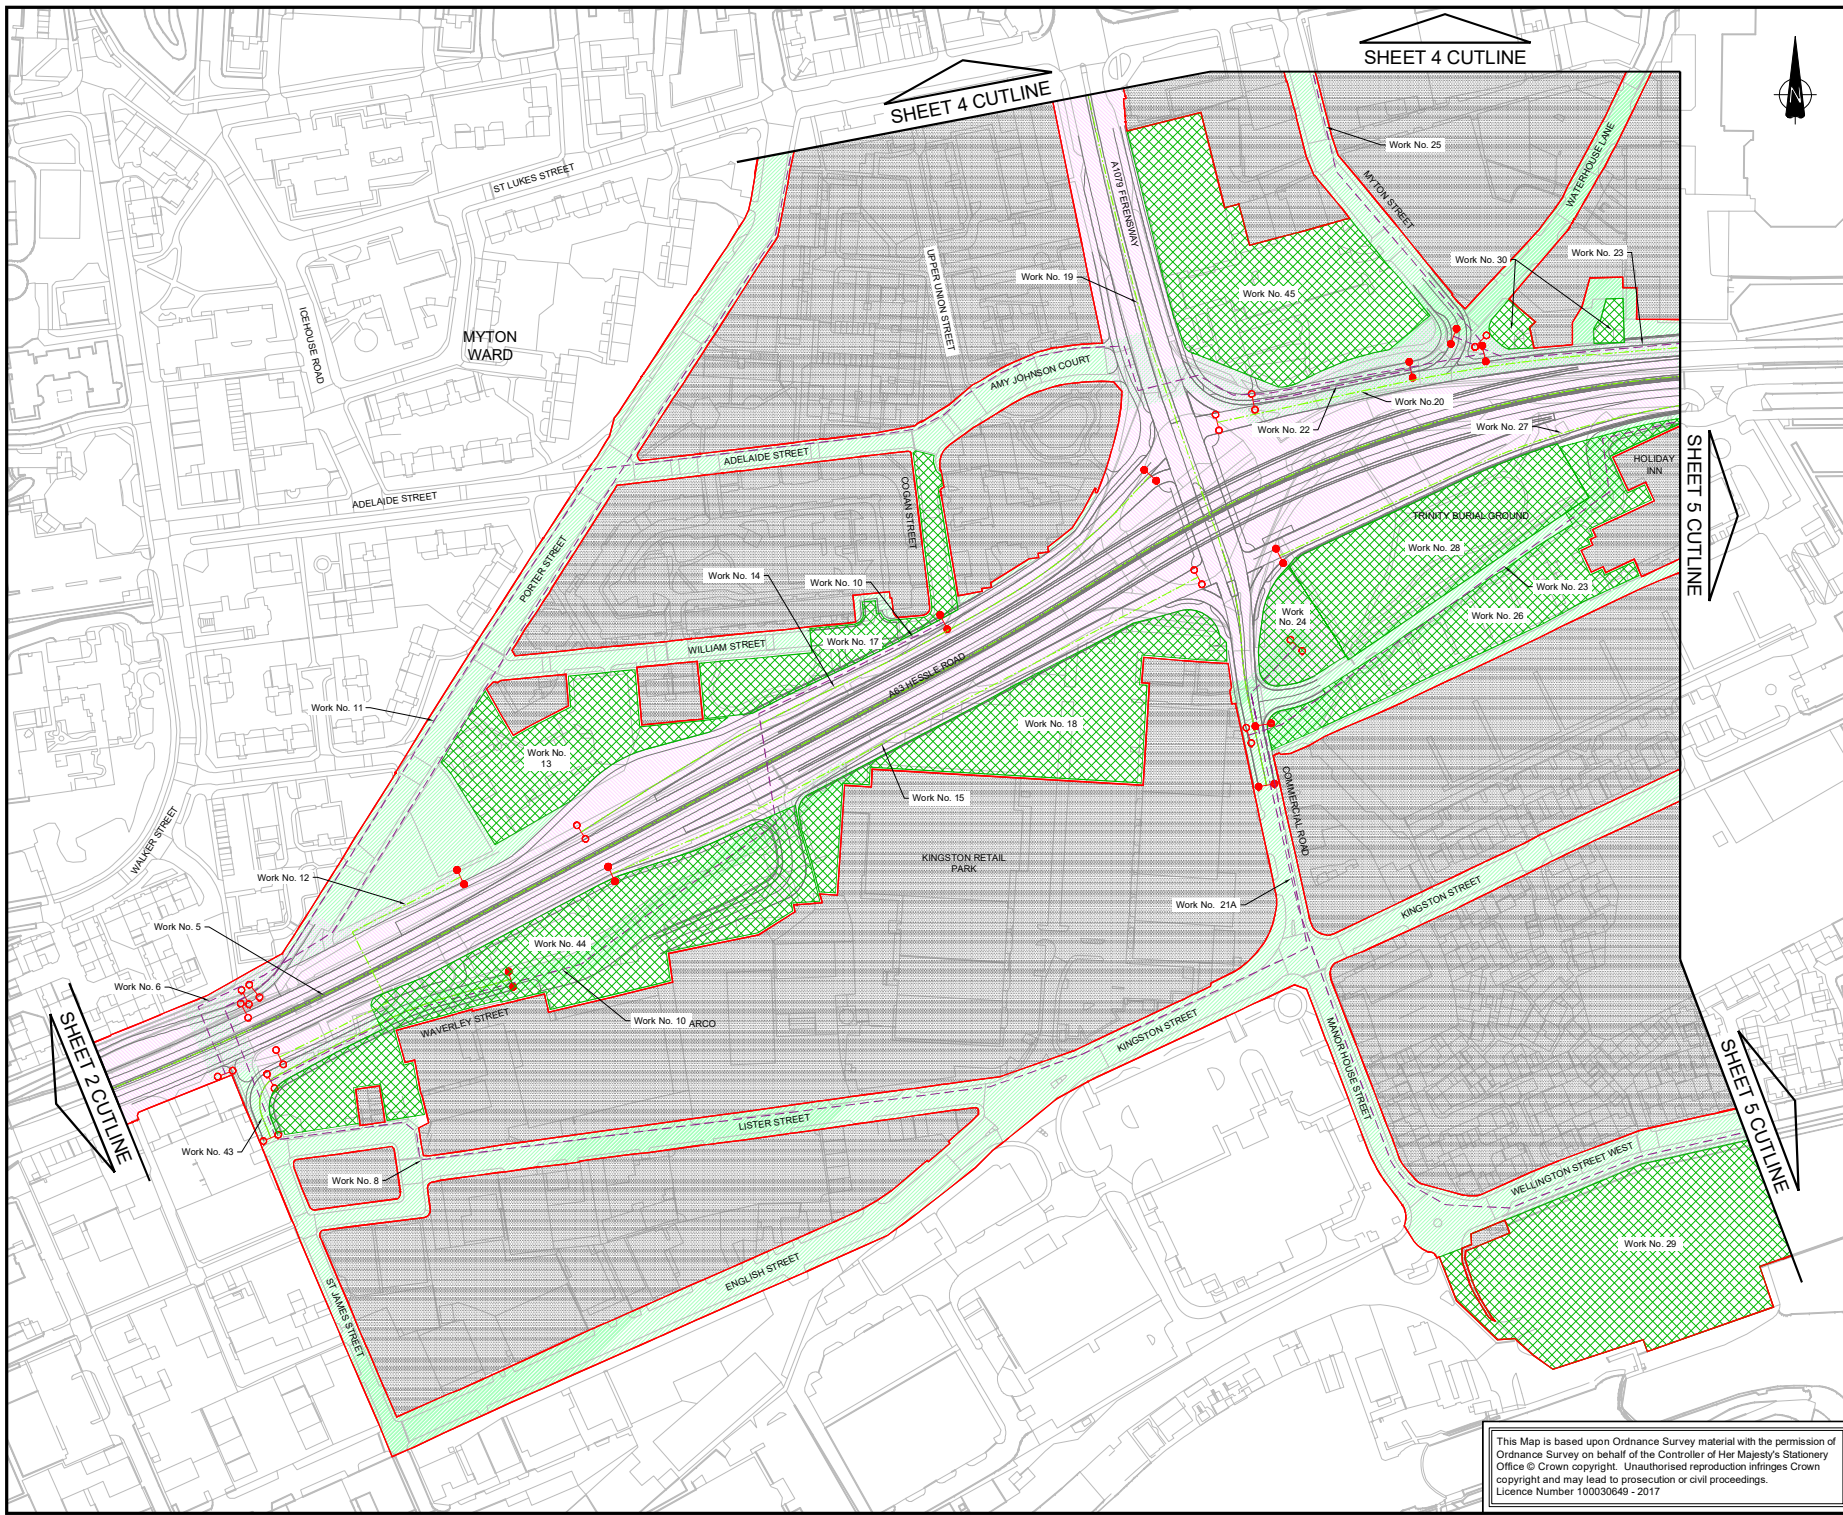 SHEET 4 CUTLINE
SHEET 4 CUTLINE
N
Work No. 25
ST LUKES STREET
A1079 FERENSWAY
MYTON STREET
WATERHOUSE LANE
UPPER UNION STREET
Work No. 19
Work No. 45
Work No. 30
Work No. 23
ICEHOUSE ROAD
MYTON
WARD
AMY JOHNSON COURT
Work No.20
Work No. 22
Work No. 27
ADELAIDE STREET
ADELAIDE STREET
COGAN STREET
HOLIDAY
INN
SHEET 5 CUTLINE
TRINITY BURIAL GROUND
Work No. 28
PORTER STREET
Work No. 14
Work No. 10
Work No. 23
Work
No. 24
Work No. 26
WILLIAM STREET
Work No. 17
A63 HESSLE ROAD
Work No. 11
Work No. 18
Work No.
13
Work No. 15
COMMERCIAL ROAD
WALKER STREET
KINGSTON RETAIL
PARK
Work No. 12
Work No. 21A
KINGSTON STREET
Work No. 5
Work No. 44
Work No. 6
WAVERLEY STREET
Work No. 10
ARCO
KINGSTON STREET
MANOR HOUSE STREET
SHEET 2 CUTLINE
SHEET 5 CUTLINE
LISTER STREET
Work No. 43
Work No. 8
WELLINGTON STREET WEST
Work No. 29
ENGLISH STREET
ST JAMES STREET
This Map is based upon Ordnance Survey material with the permission of
Ordnance Survey on behalf of the Controller of Her Majesty's Stationery
Office © Crown copyright. Unauthorised reproduction infringes Crown
copyright and may lead to prosecution or civil proceedings.
Licence Number 100030649 - 2017